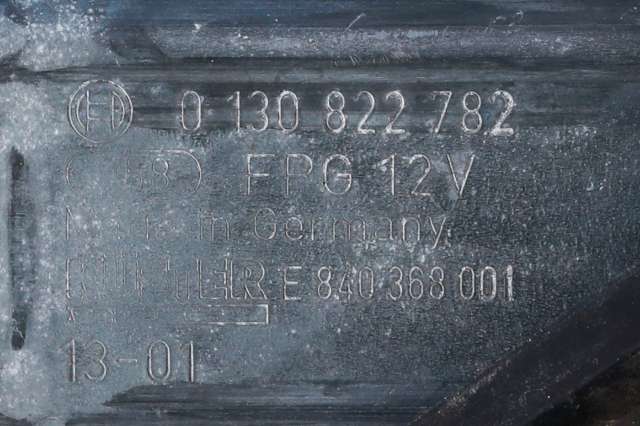 0 130 822 782
FPG 12V
Made in Germany
E 840 368 001
13-01